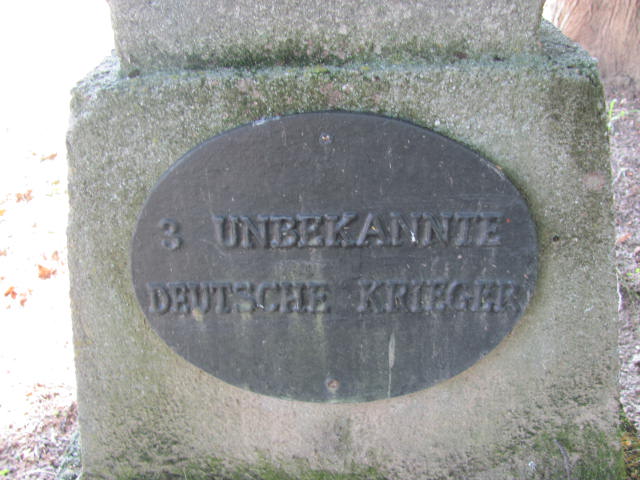 3 UNBEKANNTE
DEUTSCHE KRIEGER